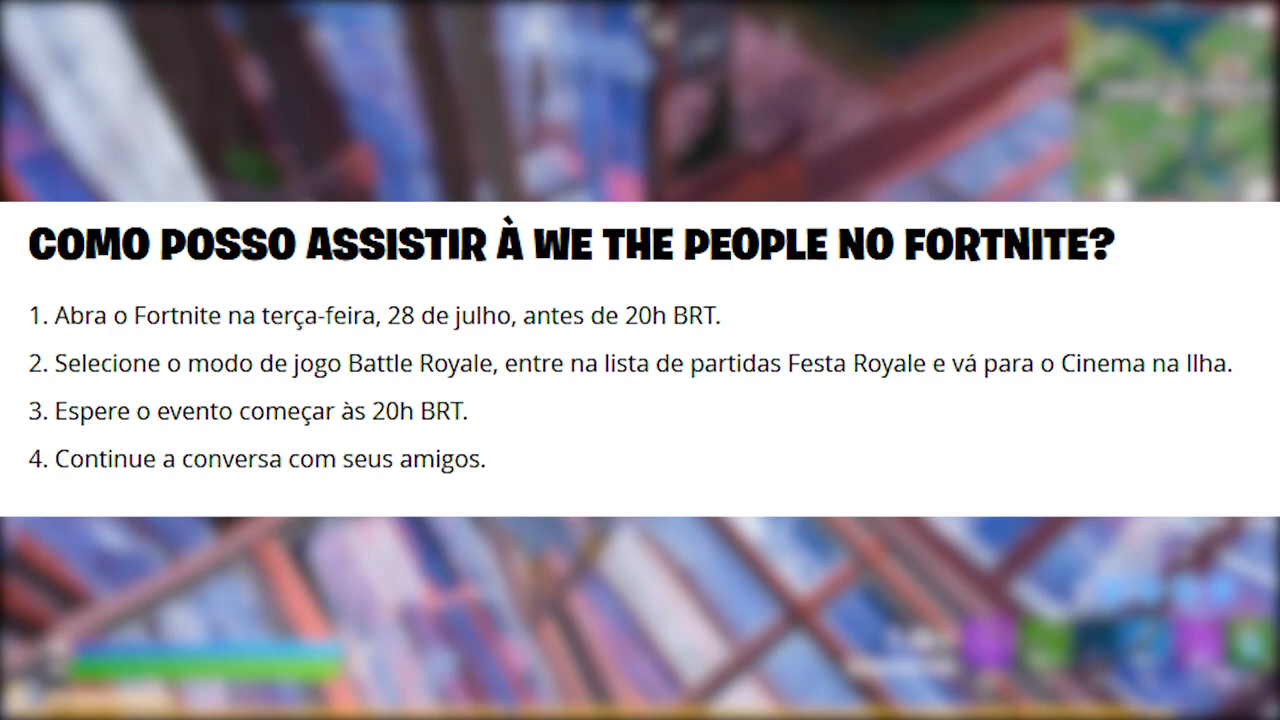 COMO POSSO ASSISTIR À WE THE PEOPLE NO FORTNITE?
1. Abra o Fortnite na terça-feira, 28 de julho, antes de 20h BRT.
2. Selecione o modo de jogo Battle Royale, entre na lista de partidas Festa Royale e vá para o Cinema na Ilha.
3. Espere o evento começar às 20h BRT.
4. Continue a conversa com seus amigos.